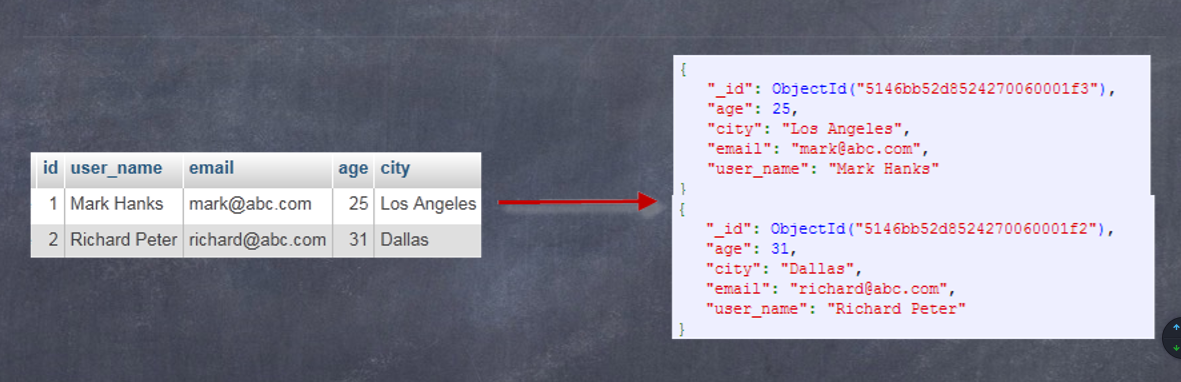 id user_name email age city
1 Mark Hanks mark@abc.com 25 Los Angeles
2 Richard Peter richard@abc.com 31 Dallas
{
"_id": ObjectId("5146bb52d8524270060001f3"),
"age": 25,
"city": "Los Angeles",
"email": "mark@abc.com",
"user_name": "Mark Hanks"
}
{
"_id": ObjectId("5146bb52d8524270060001f2"),
"age": 31,
"city": "Dallas",
"email": "richard@abc.com",
"user_name": "Richard Peter"
}